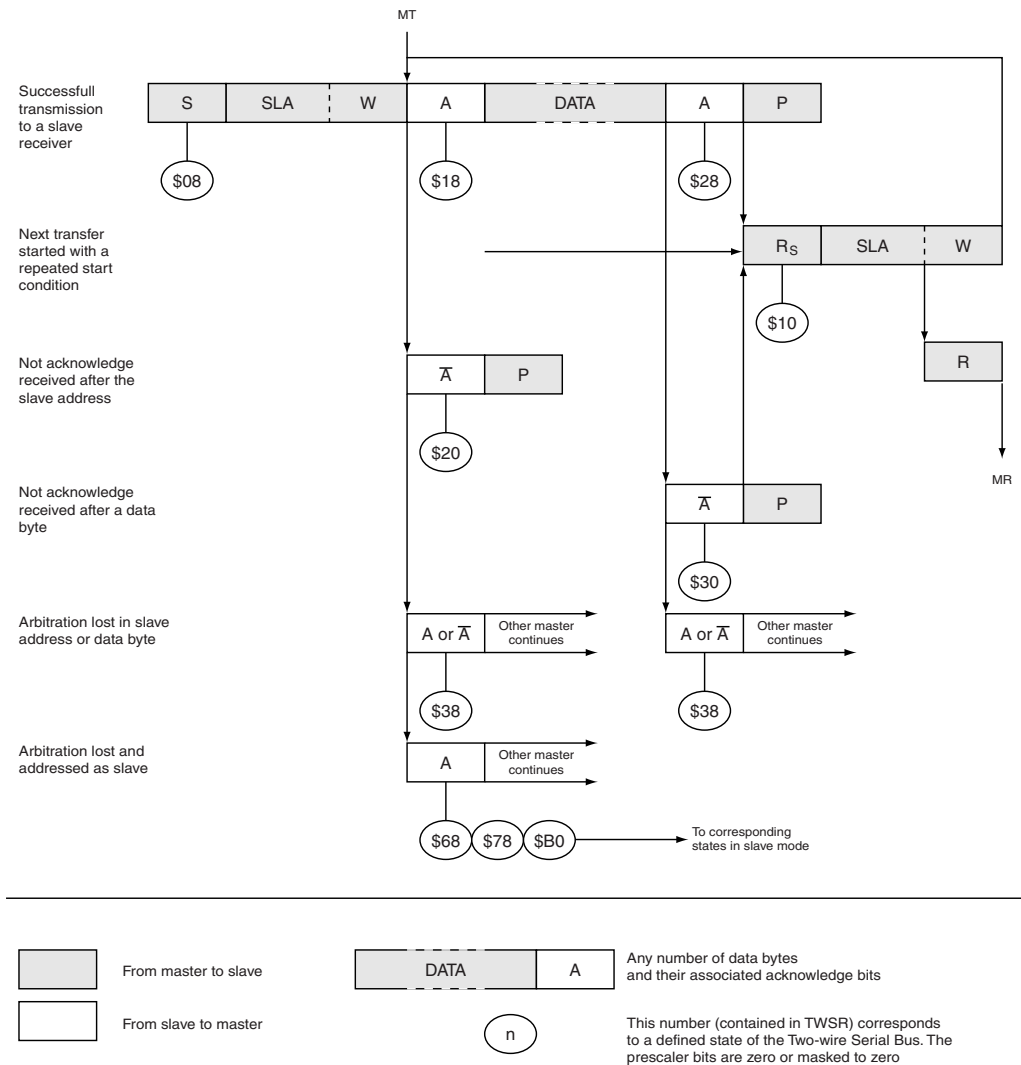 MT
Successfull
transmission
to a slave
receiver
S SLA W A DATA A P
$08 $18 $28
Next transfer
started with a
repeated start
condition
RS SLA W
$10
Not acknowledge
received after the
slave address
A P
R
$20
MR
Not acknowledge
received after a data
byte
A P
$30
Arbitration lost in slave
address or data byte
A or A Other master
continues
A or A Other master
continues
$38 $38
Arbitration lost and
addressed as slave
A Other master
continues
$68 $78 $B0
To corresponding
states in slave mode
From master to slave
DATA A
Any number of data bytes
and their associated acknowledge bits
From slave to master
n
This number (contained in TWSR) corresponds
to a defined state of the Two-wire Serial Bus. The
prescaler bits are zero or masked to zero